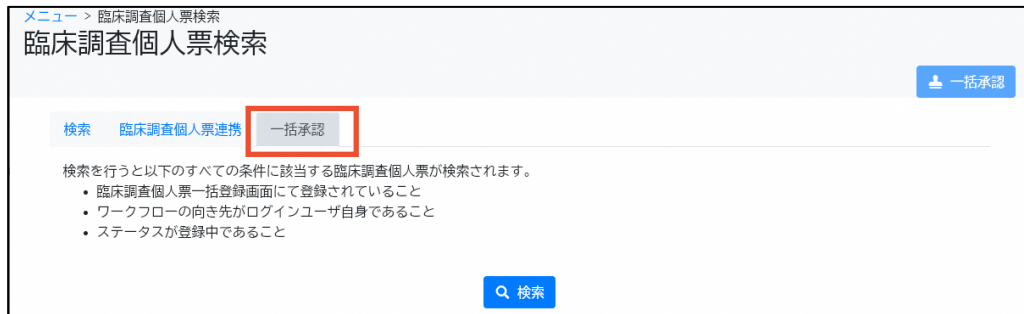 メニュー > 臨床調査個人票検索
臨床調査個人票検索
一括承認
検索 臨床調査個人票連携 一括承認
検索を行うと以下のすべての条件に該当する臨床調査個人票が検索されます。
• 臨床調査個人票一括登録画面にて登録されていること
• ワークフローの向き先がログインユーザ自身であること
• ステータスが登録中であること
検索